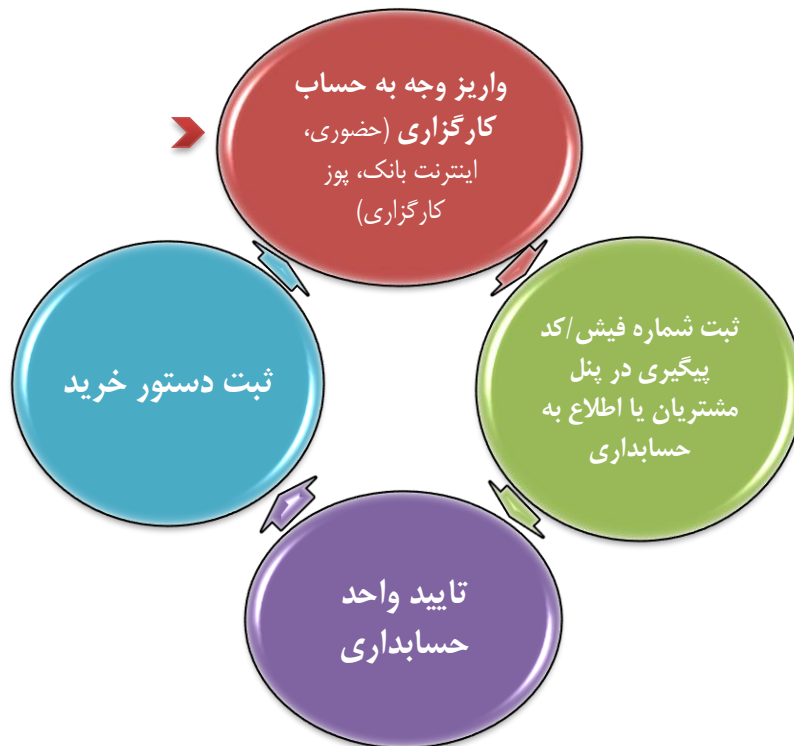 واریز وجه به حساب
کارگزاری (حضوری،
اینترنت بانک، پوز
کارگزاری)
ثبت شماره فیش/کد
پیگیری در پنل
مشتریان یا اطلاع به
حسابداری
تایید واحد
حسابداری
ثبت دستور خرید